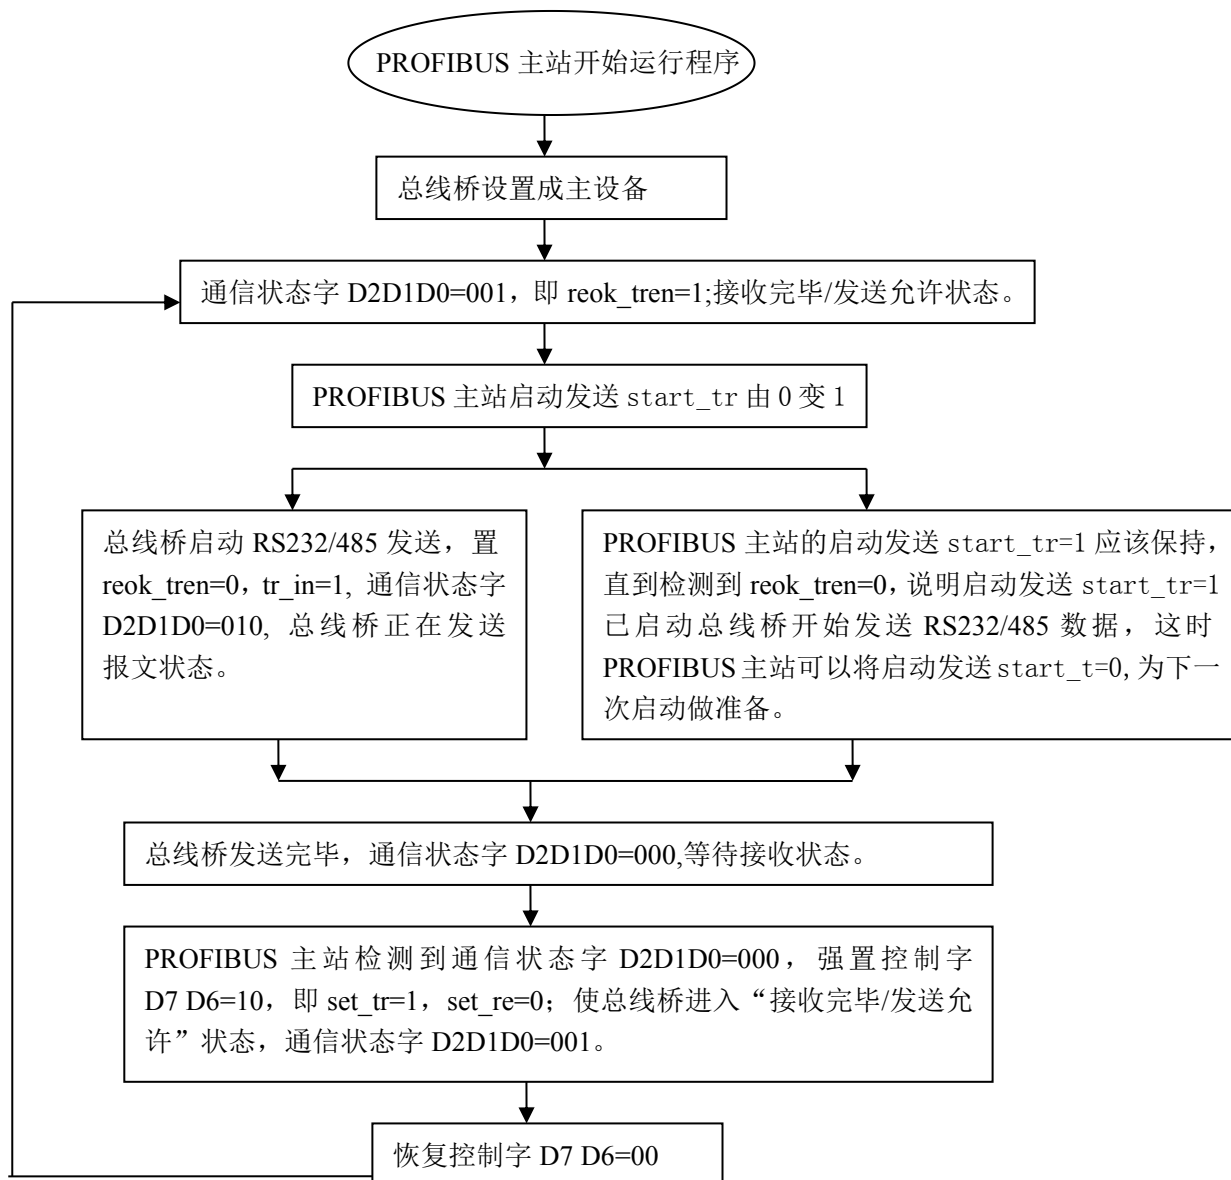 PROFIBUS 主站开始运行程序
总线桥设置成主设备
通信状态字 D2D1D0=001，即 reok_tren=1;接收完毕/发送允许状态。
PROFIBUS 主站启动发送 start_tr 由 0 变 1
总线桥启动 RS232/485 发送，置
reok_tren=0，tr_in=1, 通信状态字
D2D1D0=010, 总线桥正在发送
报文状态。
PROFIBUS 主站的启动发送 start_tr=1 应该保持，
直到检测到 reok_tren=0，说明启动发送 start_tr=1
已启动总线桥开始发送 RS232/485 数据，这时
PROFIBUS 主站可以将启动发送 start_t=0, 为下一
次启动做准备。
总线桥发送完毕，通信状态字 D2D1D0=000,等待接收状态。
PROFIBUS 主站检测到通信状态字 D2D1D0=000，强置控制字
D7 D6=10，即 set_tr=1，set_re=0；使总线桥进入“接收完毕/发送允
许”状态，通信状态字 D2D1D0=001。
恢复控制字 D7 D6=00